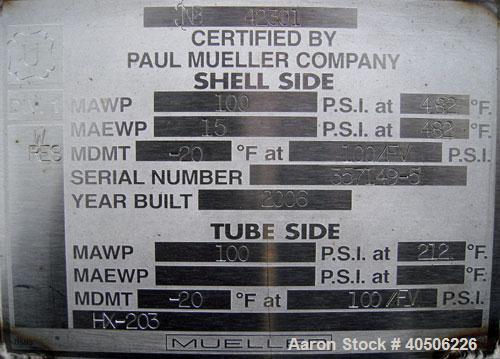 NB 42301
CERTIFIED BY
PAUL MUELLER COMPANY
SHELL SIDE
U
MAWP 100 P.S.I. at 482 °F.
MAEWP 15 P.S.I. at 482 °F.
W
RES
MDMT -20 °F at 100/FV P.S.I.
SERIAL NUMBER 357149-5
YEAR BUILT 2006
TUBE SIDE
MAWP 100 P.S.I. at 212 °F.
MAEWP P.S.I. at °F.
MDMT -20 °F at 100/FV P.S.I.
HX-203
MUELLER
Aaron Stock # 40506226